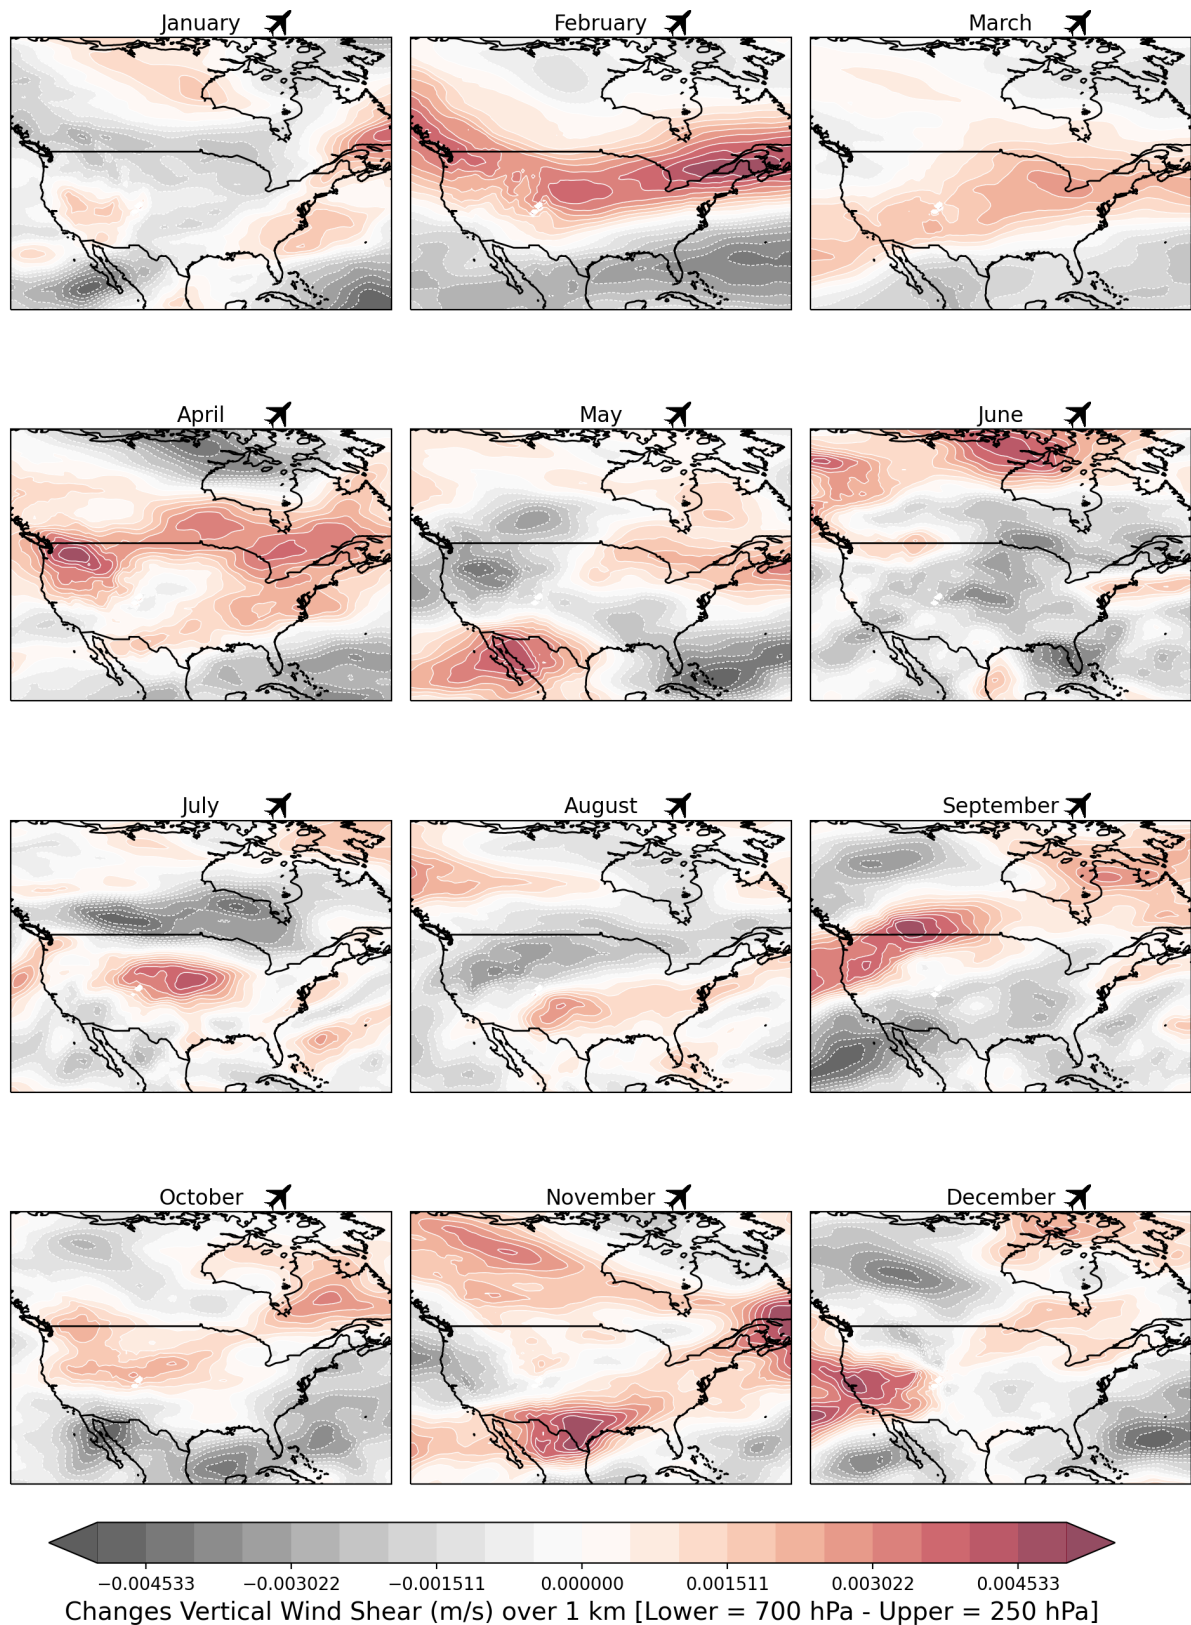 January
February
March
April
May
June
July
August
September
October
November
December
−0.004533
−0.003022
−0.001511
0.000000
0.001511
0.003022
0.004533
Changes Vertical Wind Shear (m/s) over 1 km [Lower = 700 hPa - Upper = 250 hPa]